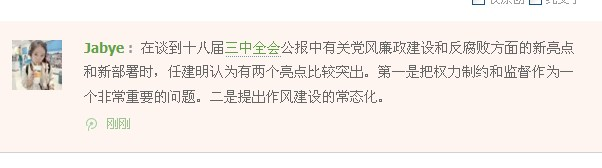 Jabye：在谈到十八届三中全会公报中有关党风廉政建设和反腐败方面的新亮点
和新部署时，任建明认为有两个亮点比较突出。第一是把权力制约和监督作为一
个非常重要的问题。二是提出作风建设的常态化。
刚刚